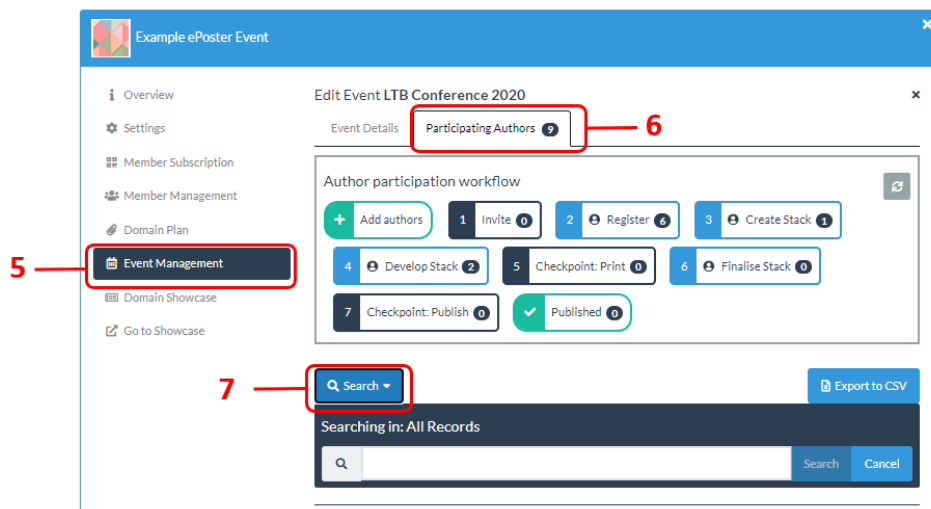 Example ePoster Event
Overview
Settings
Member Subscription
Member Management
Domain Plan
5
Event Management
Domain Showcase
Go to Showcase
Edit Event LTB Conference 2020
Event Details
Participating Authors 9
6
Author participation workflow
Add authors
1 Invite 0
2 Register 6
3 Create Stack 1
4 Develop Stack 2
5 Checkpoint: Print 0
6 Finalise Stack 0
7 Checkpoint: Publish 0
Published 0
7
Search
Export to CSV
Searching in: All Records
Search
Cancel